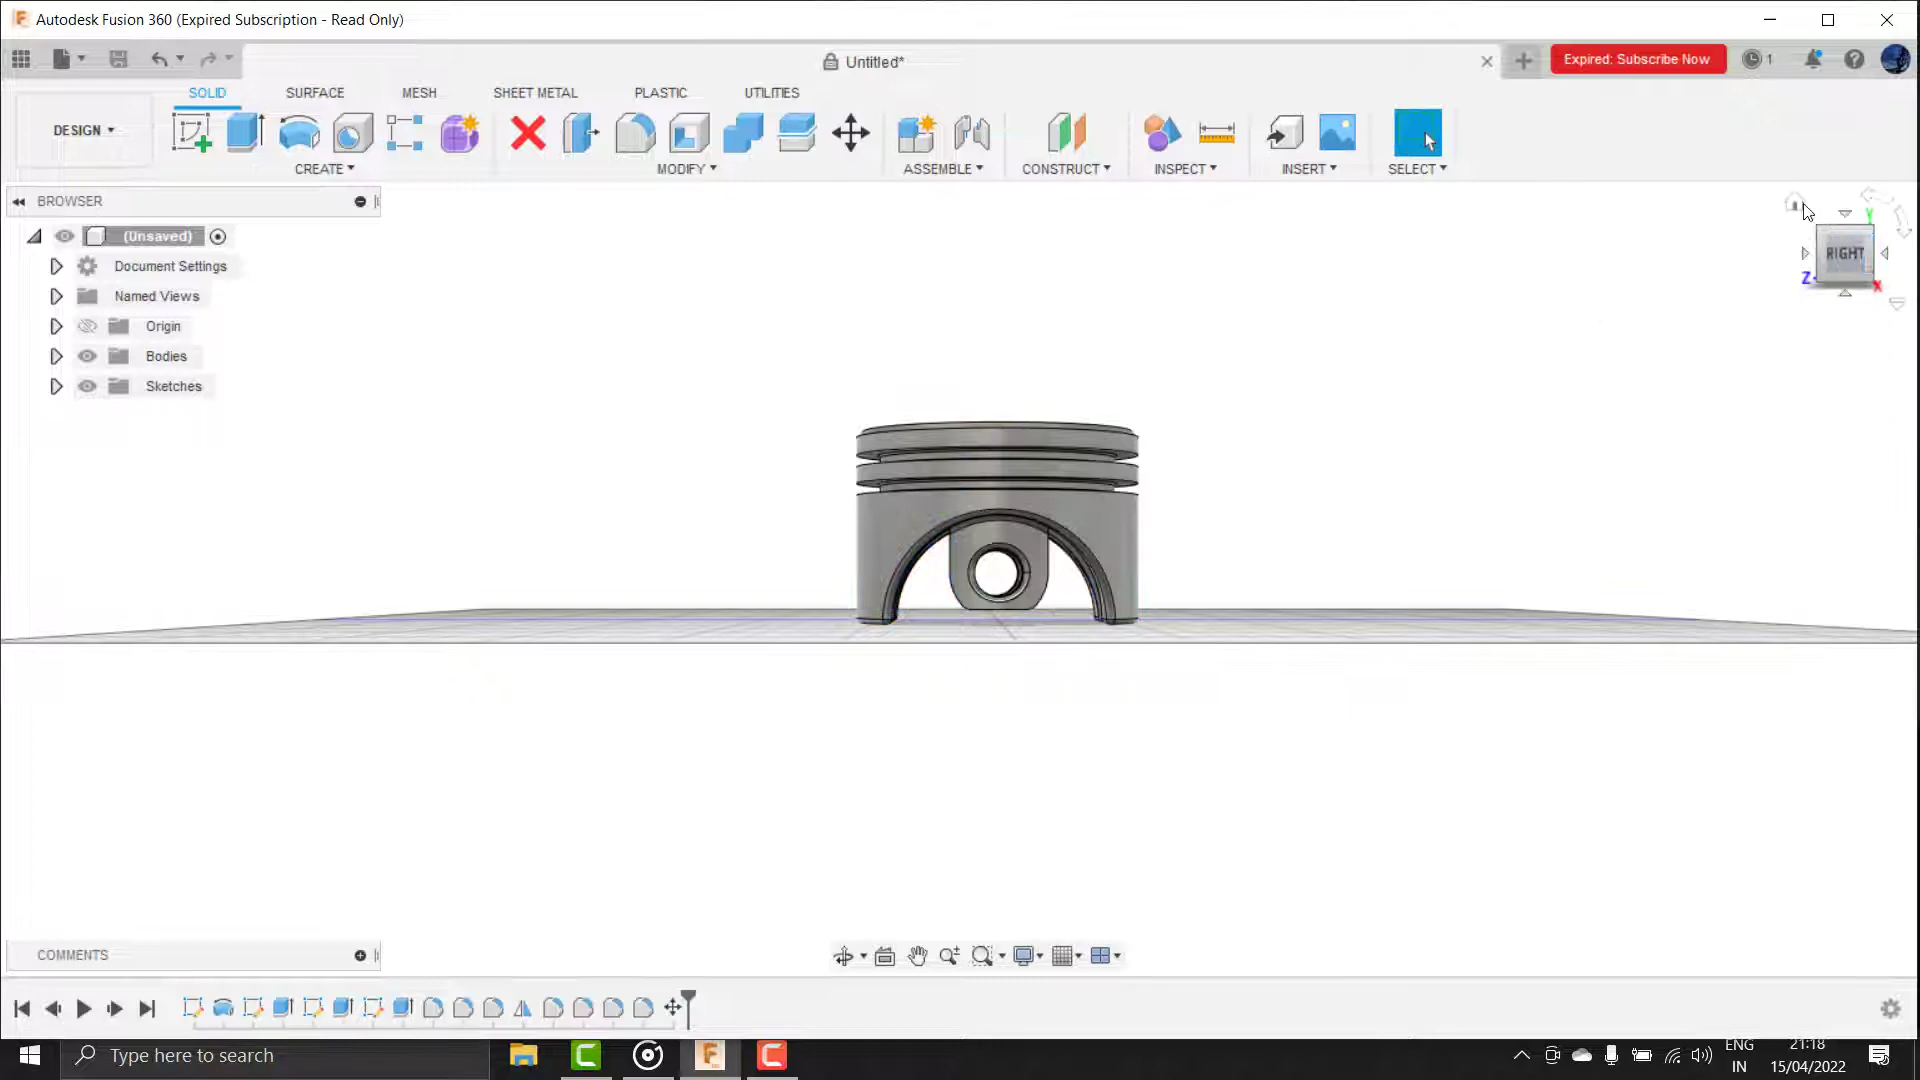 Autodesk Fusion 360 (Expired Subscription - Read Only)
Untitled*
Expired: Subscribe Now
1
SOLID SURFACE MESH SHEET METAL PLASTIC UTILITIES
DESIGN
CREATE MODIFY ASSEMBLE CONSTRUCT INSPECT INSERT SELECT
BROWSER
(Unsaved)
Document Settings
Named Views
Origin
Bodies
Sketches
Y
RIGHT
Z
X
COMMENTS
Type here to search
ENG
IN
21:18
15/04/2022